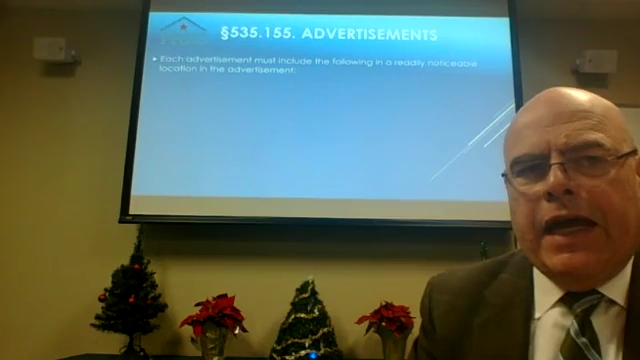 §535.155. ADVERTISEMENTS
Each advertisement must include the following in a readily noticeable
location in the advertisement: